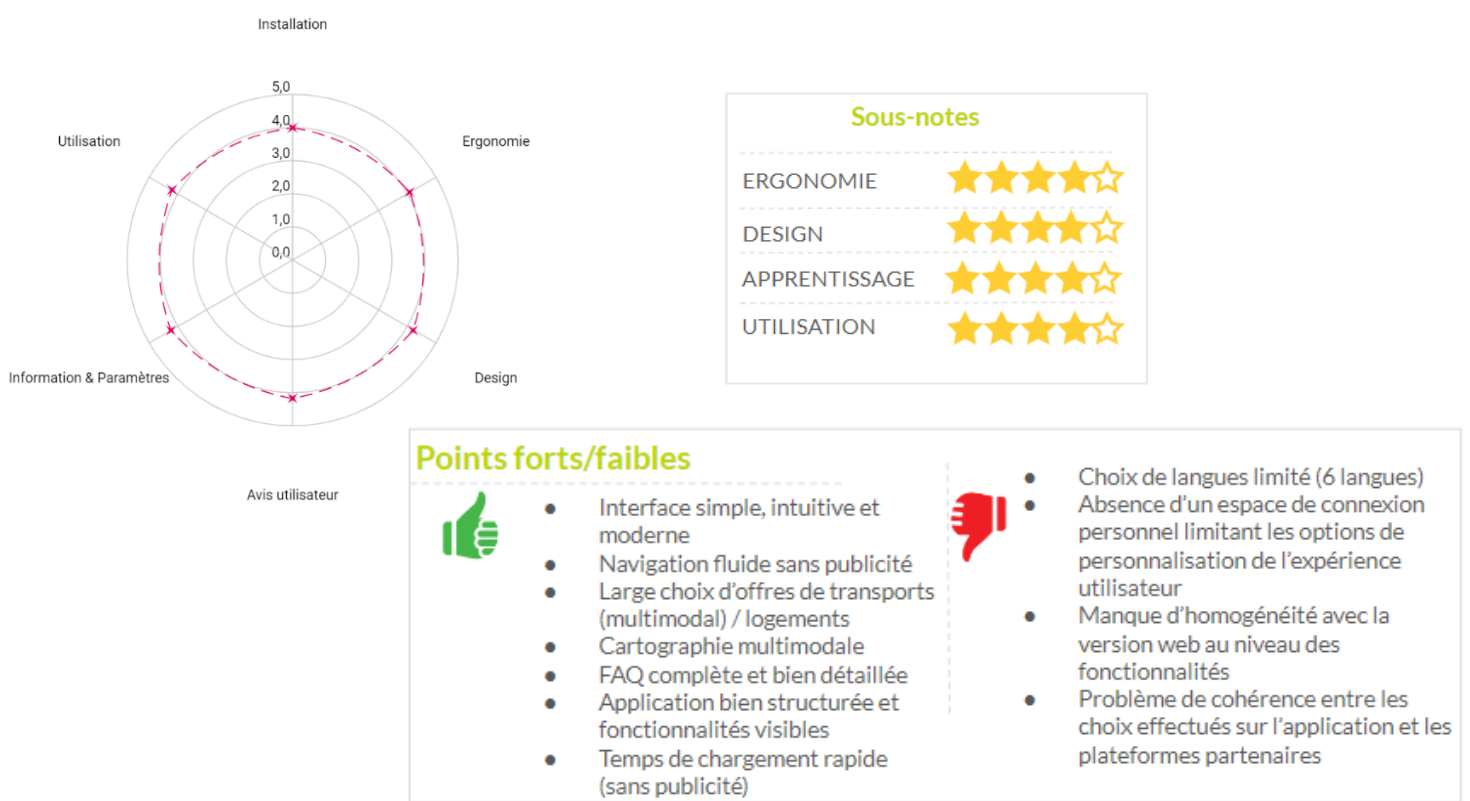 Installation
5,0
4,0
3,0
2,0
1,0
0,0
Utilisation
Ergonomie
Information & Paramètres
Design
Avis utilisateur
Sous-notes
ERGONOMIE
DESIGN
APPRENTISSAGE
UTILISATION
Points forts/faibles
● Interface simple, intuitive et
moderne
● Navigation fluide sans publicité
● Large choix d'offres de transports
(multimodal) / logements
● Cartographie multimodale
● FAQ complète et bien détaillée
● Application bien structurée et
fonctionnalités visibles
● Temps de chargement rapide
(sans publicité)
● Choix de langues limité (6 langues)
● Absence d'un espace de connexion
personnel limitant les options de
personnalisation de l'expérience
utilisateur
● Manque d'homogénéité avec la
version web au niveau des
fonctionnalités
● Problème de cohérence entre les
choix effectués sur l'application et les
plateformes partenaires